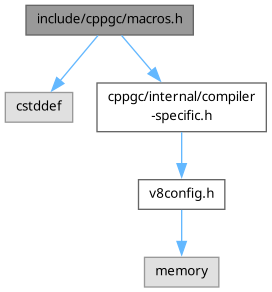 include/cppgc/macros.h
cstddef
cppgc/internal/compiler
-specific.h
v8config.h
memory